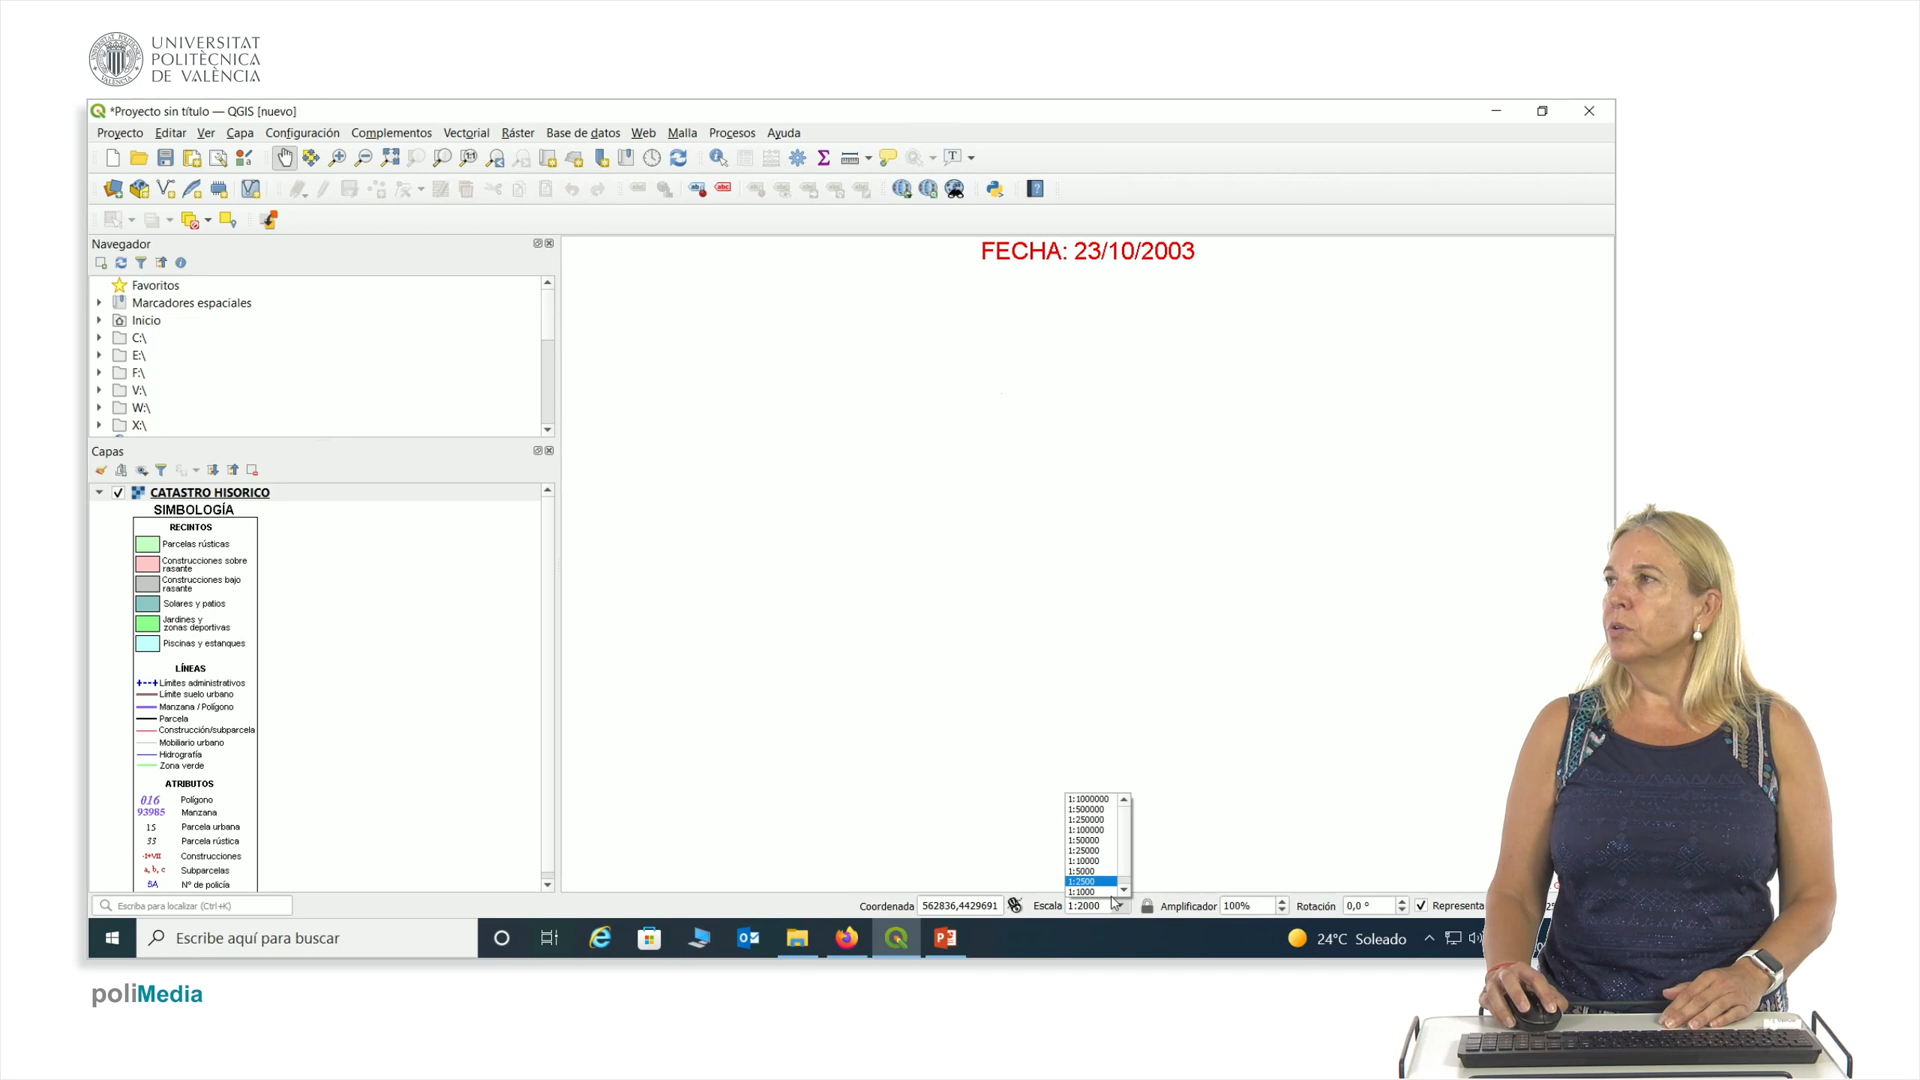 UNIVERSITAT
POLITÈCNICA
DE VALÈNCIA
*Proyecto sin título — QGIS [nuevo]
Proyecto Editar Ver Capa Configuración Complementos Vectorial Ráster Base de datos Web Malla Procesos Ayuda
Navegador
Favoritos
Marcadores espaciales
Inicio
C:\
E:\
F:\
V:\
W:\
X:\
Capas
CATASTRO HISORICO
SIMBOLOGÍA
RECINTOS
Parcelas rústicas
Construcciones sobre
rasante
Construcciones bajo
rasante
Solares y patios
Jardines y
zonas deportivas
Piscinas y estanques
LÍNEAS
Límites administrativos
Límite suelo urbano
Manzana / Polígono
Parcela
Construcción/subparcela
Mobiliario urbano
Hidrografía
Zona verde
ATRIBUTOS
016 Polígono
93985 Manzana
15 Parcela urbana
33 Parcela rústica
-I+VII Construcciones
a, b, c Subparcelas
5A Nº de policía
FECHA: 23/10/2003
1:1000000
1:500000
1:250000
1:100000
1:50000
1:25000
1:10000
1:5000
1:2500
1:1000
Escriba para localizar (Ctrl+K)
Coordenada 562836,4429691 Escala 1:2000 Amplificador 100% Rotación 0,0 ° Representa
Escribe aquí para buscar
24°C Soleado
poliMedia